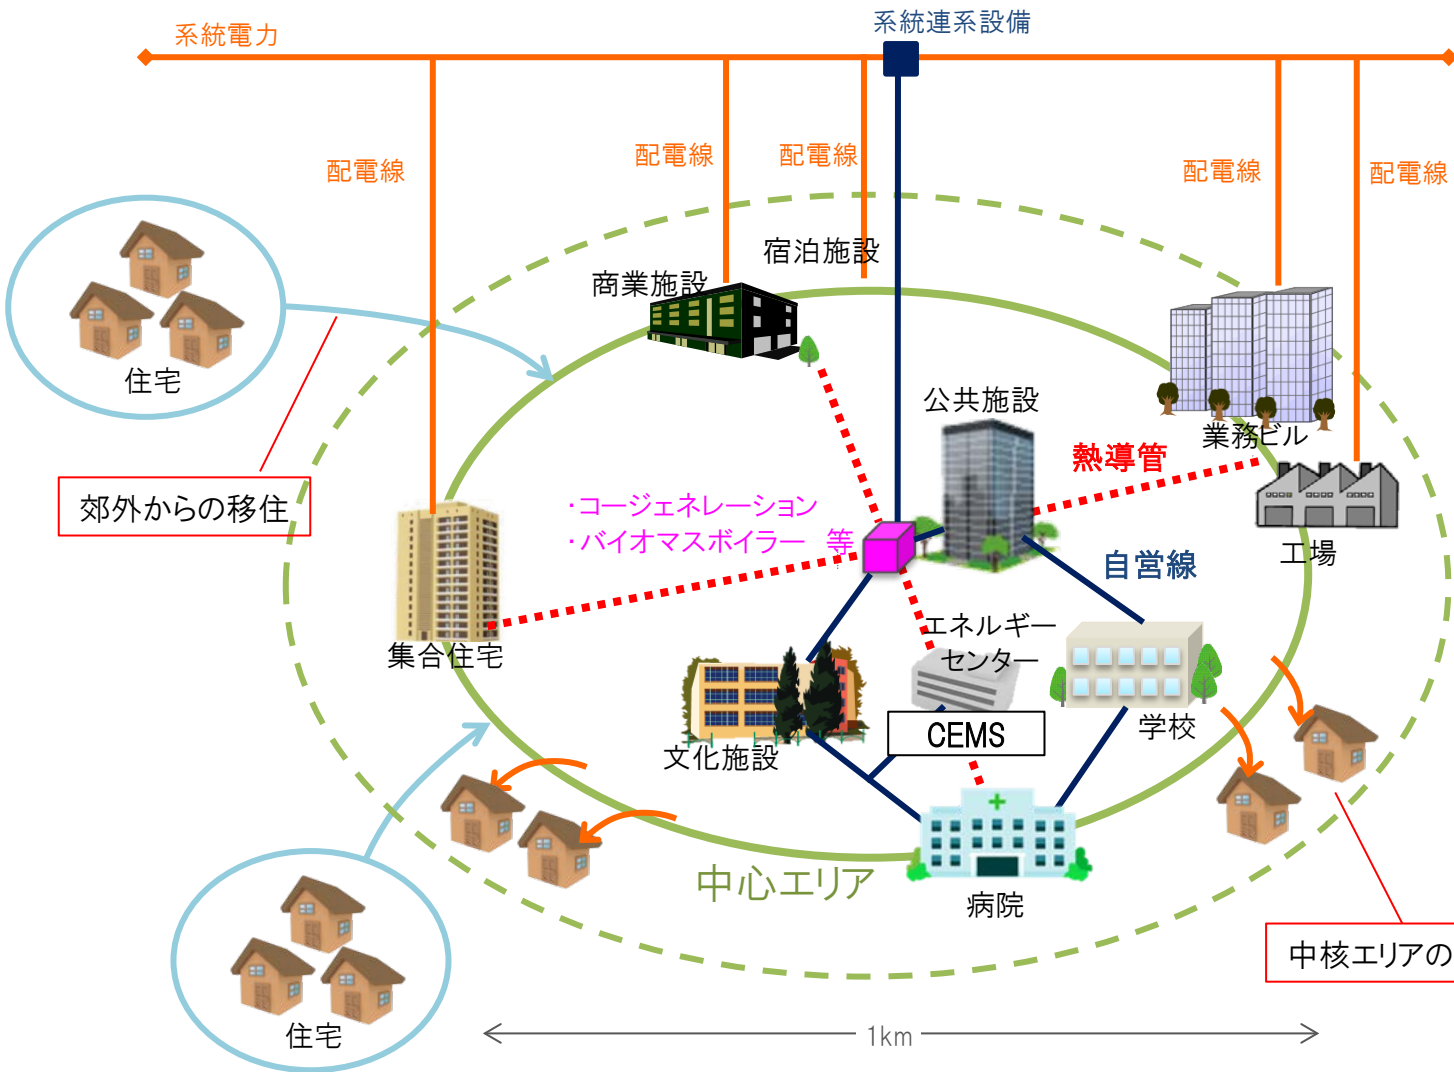 系統連系設備
系統電力
配電線
配電線
配電線
配電線
配電線
宿泊施設
商業施設
住宅
公共施設
業務ビル
熱導管
郊外からの移住
・コージェネレーション
・バイオマスボイラー 等
工場
自営線
エネルギー
センター
集合住宅
学校
CEMS
文化施設
中心エリア
病院
中核エリアの
住宅
1km